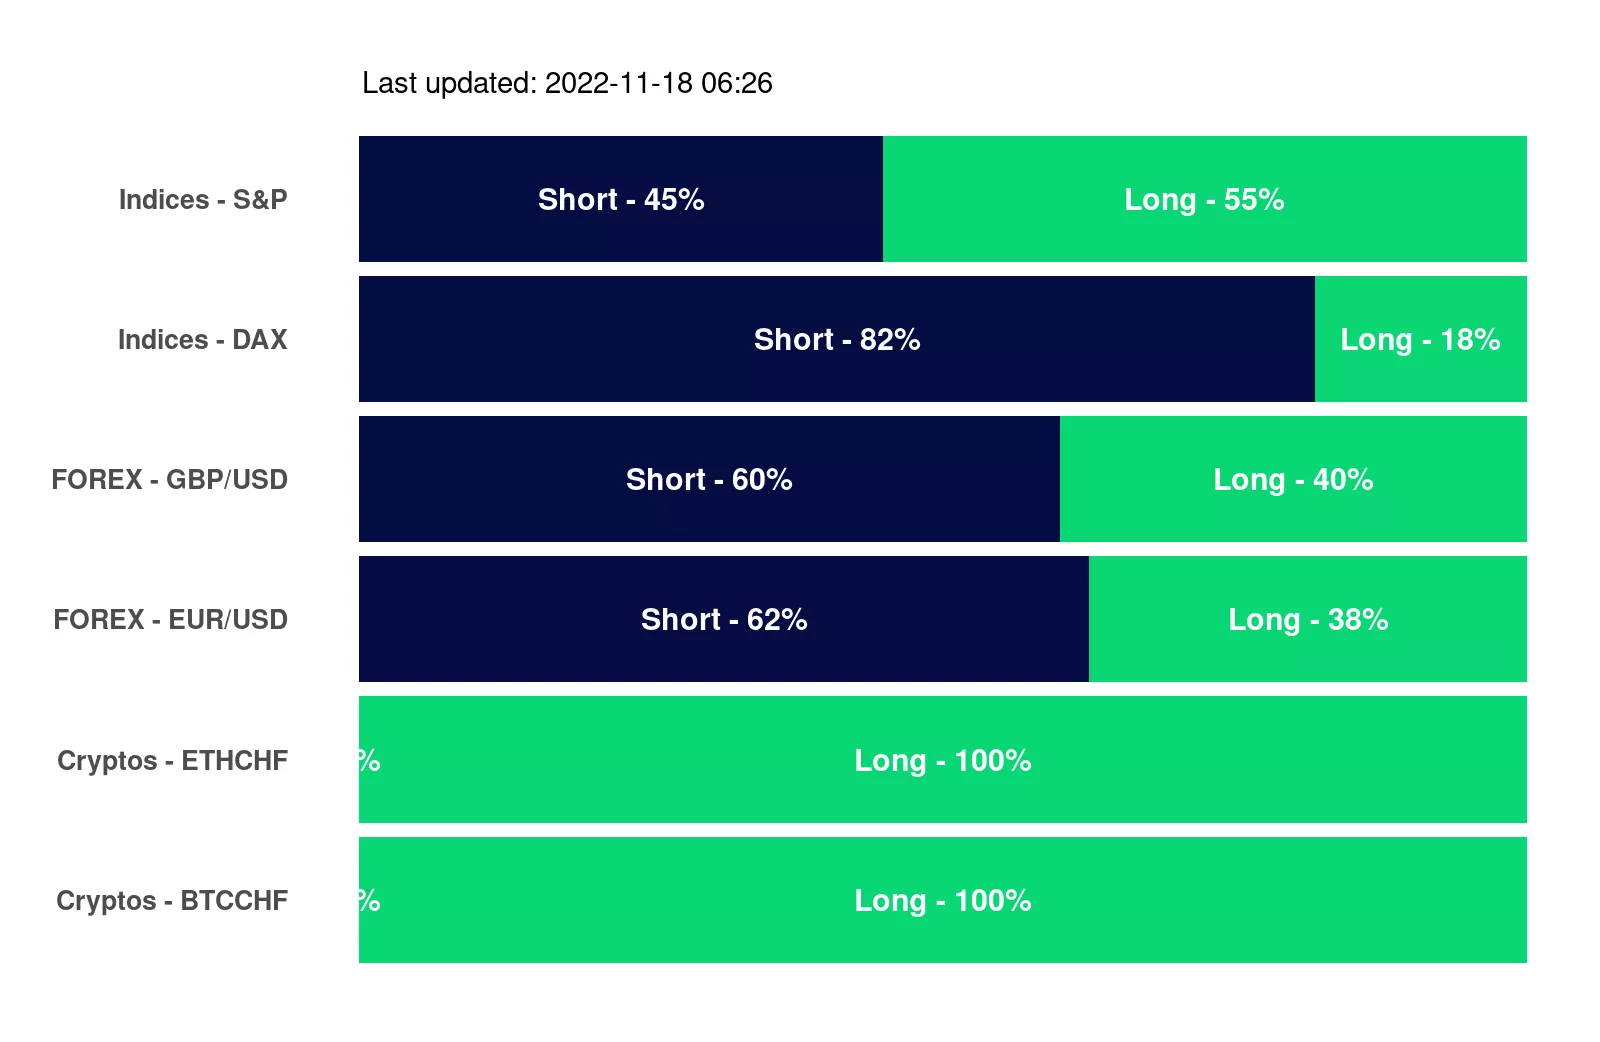 Last updated: 2022-11-18 06:26
Indices - S&P Short - 45% Long - 55%
Indices - DAX Short - 82% Long - 18%
FOREX - GBP/USD Short - 60% Long - 40%
FOREX - EUR/USD Short - 62% Long - 38%
Cryptos - ETHCHF % Long - 100%
Cryptos - BTCCHF % Long - 100%